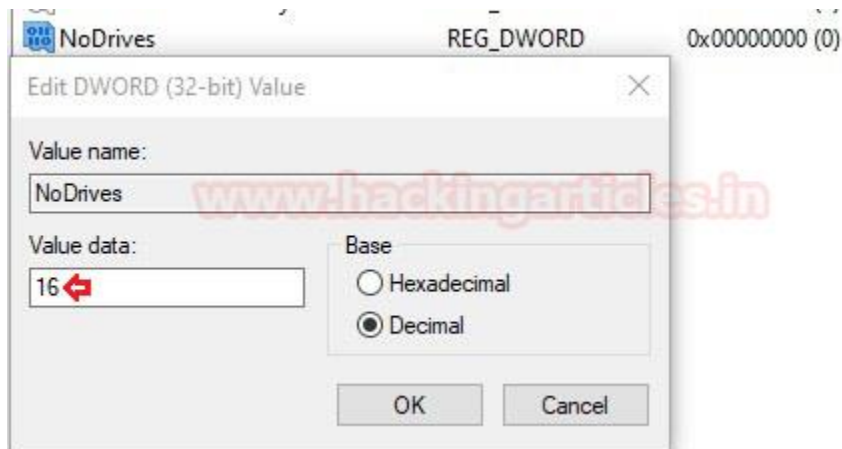 NoDrives REG_DWORD 0x00000000 (0)
Edit DWORD (32-bit) Value
Value name:
NoDrives
www.hackingarticles.in
Value data:
16
Base
Hexadecimal
Decimal
OK Cancel